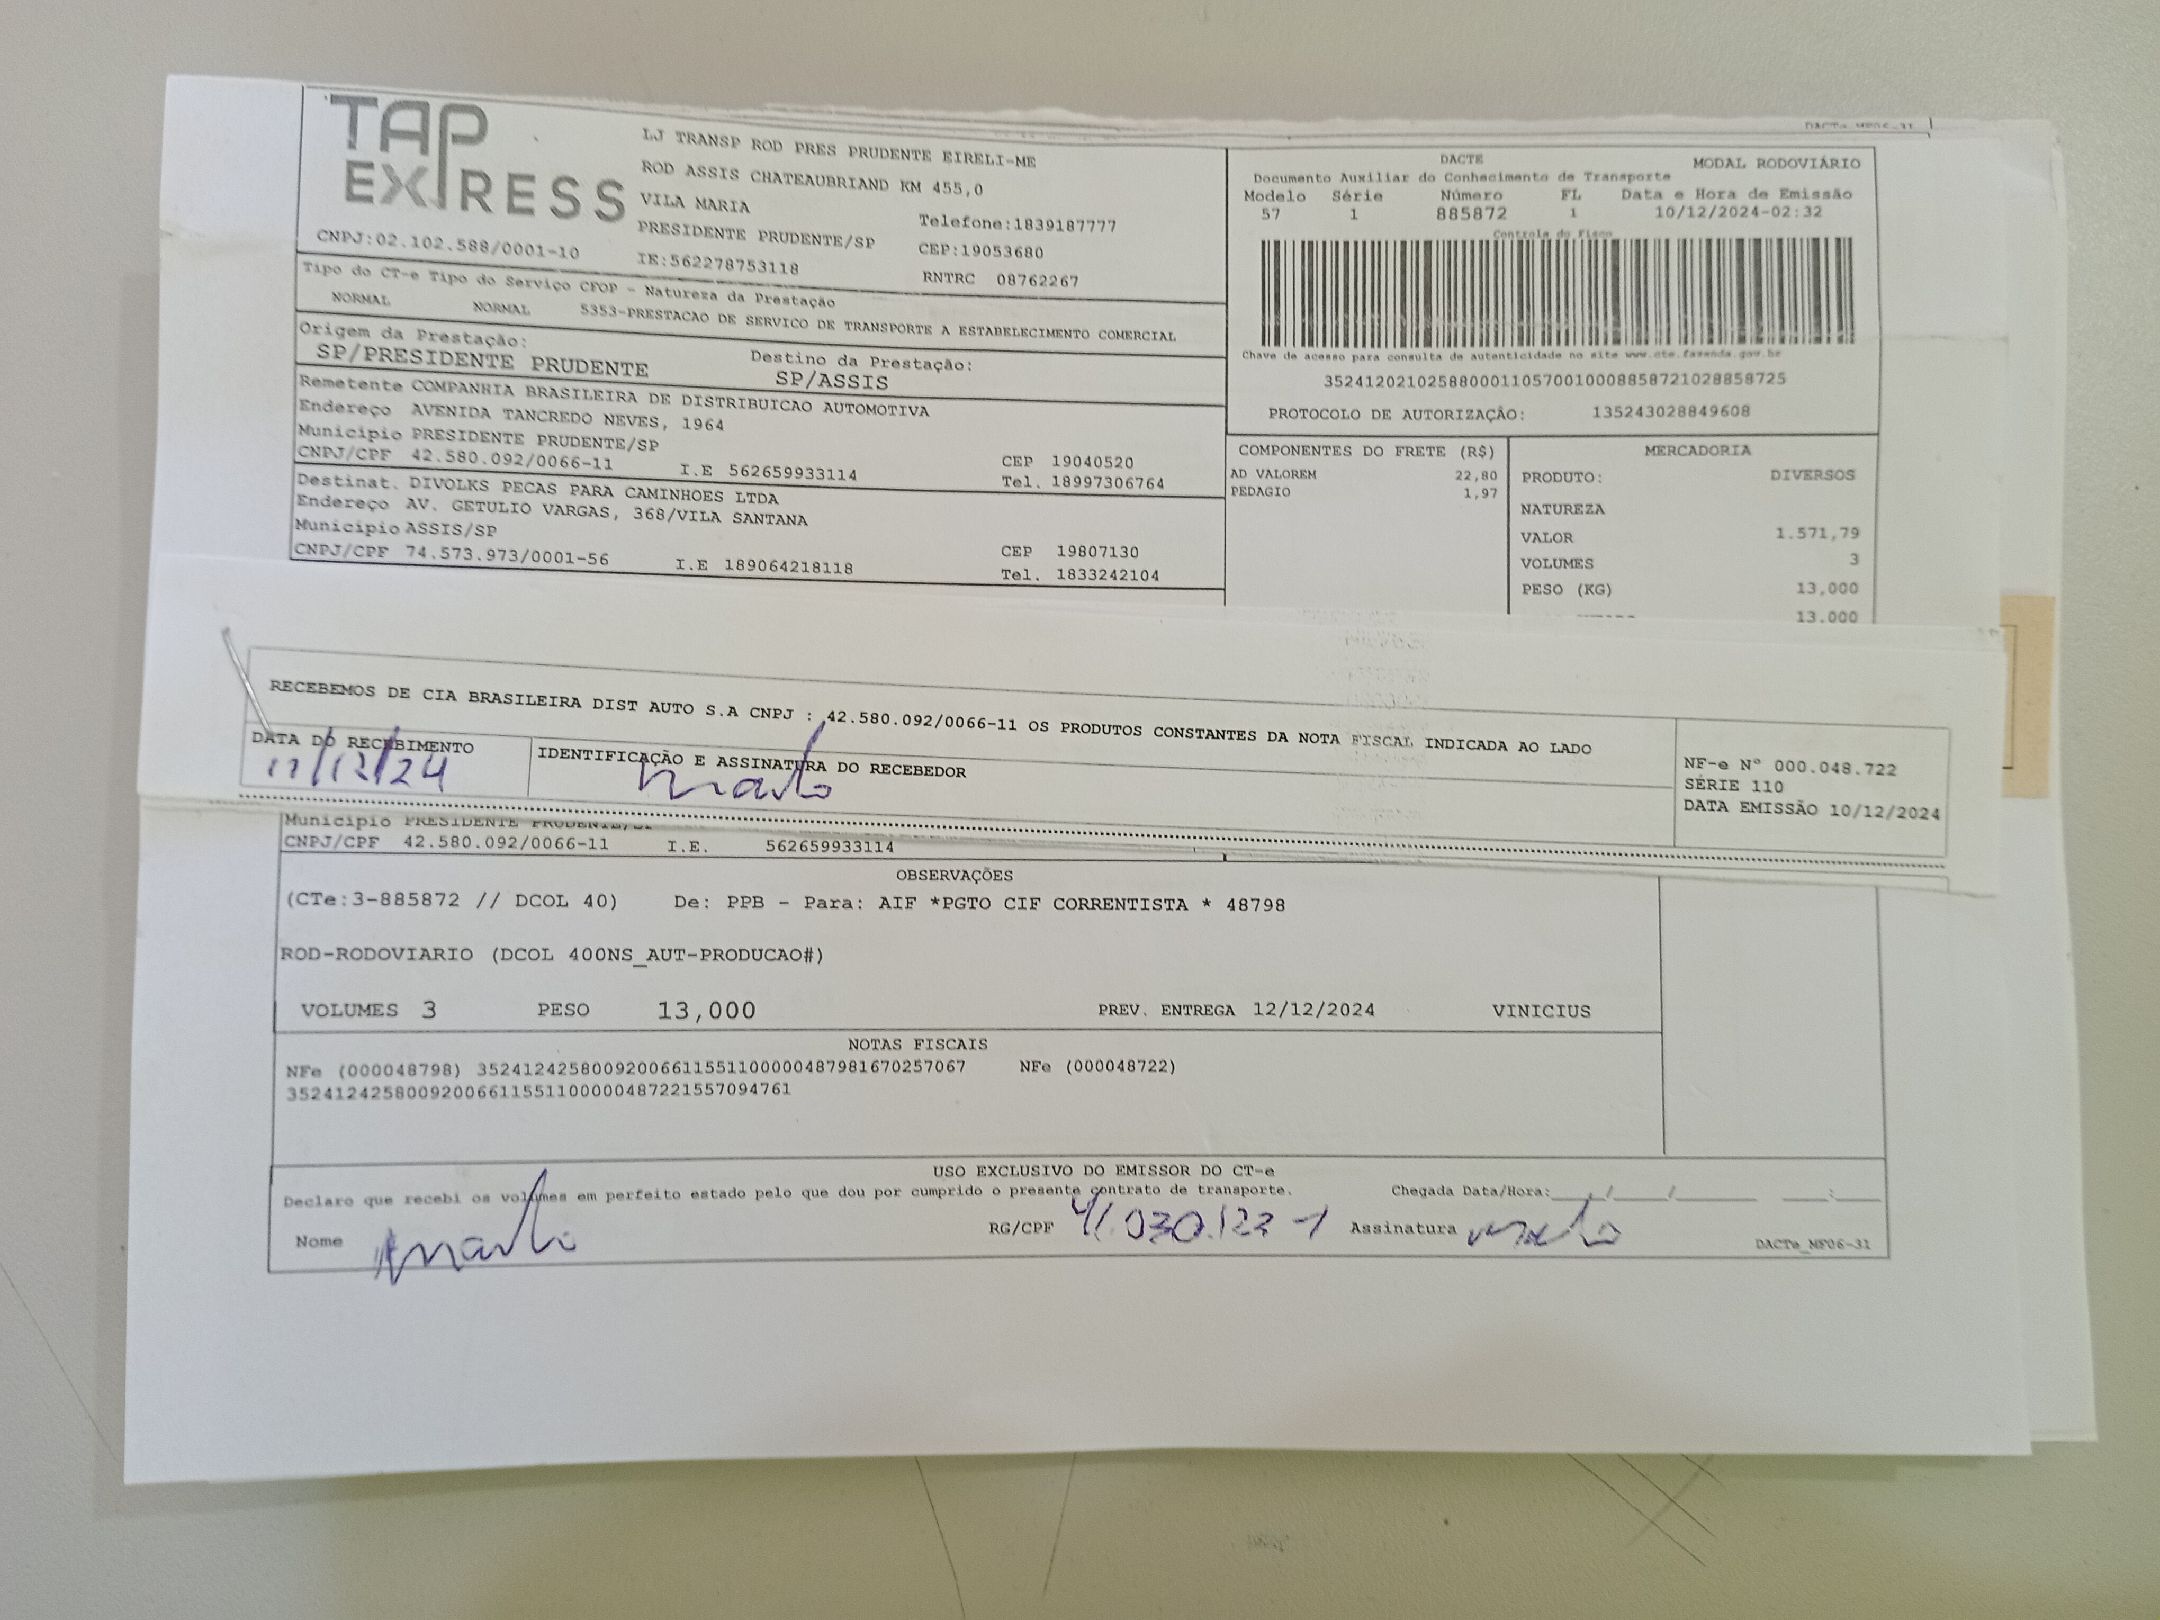 DACTe_MF06-31
TAP
EXPRESS
CNPJ:02.102.588/0001-10
LJ TRANSP ROD PRES PRUDENTE EIRELI-ME
ROD ASSIS CHATEAUBRIAND KM 455,0
VILA MARIA
PRESIDENTE PRUDENTE/SP
IE:562278753118
Telefone:1839187777
CEP:19053680
RNTRC 08762267
DACTE MODAL RODOVIÁRIO
Documento Auxiliar do Conhecimento de Transporte
Modelo Série Número FL Data e Hora de Emissão
57 1 885872 1 10/12/2024-02:32
Controle do Fisco
Chave de acesso para consulta de autenticidade no site www.cte.fazenda.gov.br
35241202102588000110570010008858721028858725
PROTOCOLO DE AUTORIZAÇÃO: 135243028849608
Tipo do CT-e Tipo do Serviço CFOP - Natureza da Prestação
NORMAL NORMAL 5353-PRESTACAO DE SERVICO DE TRANSPORTE A ESTABELECIMENTO COMERCIAL
Origem da Prestação: Destino da Prestação:
SP/PRESIDENTE PRUDENTE SP/ASSIS
Remetente COMPANHIA BRASILEIRA DE DISTRIBUICAO AUTOMOTIVA
Endereço AVENIDA TANCREDO NEVES, 1964
Município PRESIDENTE PRUDENTE/SP CEP 19040520
CNPJ/CPF 42.580.092/0066-11 I.E 562659933114 Tel. 18997306764
Destinat. DIVOLKS PECAS PARA CAMINHOES LTDA
Endereço AV. GETULIO VARGAS, 368/VILA SANTANA
Município ASSIS/SP CEP 19807130
CNPJ/CPF 74.573.973/0001-56 I.E 189064218118 Tel. 1833242104
COMPONENTES DO FRETE (R$)
AD VALOREM 22,80
PEDAGIO 1,97
MERCADORIA
PRODUTO: DIVERSOS
NATUREZA
VALOR 1.571,79
VOLUMES 3
PESO (KG) 13,000
13.000
RECEBEMOS DE CIA BRASILEIRA DIST AUTO S.A CNPJ : 42.580.092/0066-11 OS PRODUTOS CONSTANTES DA NOTA FISCAL INDICADA AO LADO
DATA DO RECEBIMENTO IDENTIFICAÇÃO E ASSINATURA DO RECEBEDOR
11/12/24
NF-e Nº 000.048.722
SÉRIE 110
DATA EMISSÃO 10/12/2024
Município PRESIDENTE PRUDENTE/SP
CNPJ/CPF 42.580.092/0066-11 I.E. 562659933114
OBSERVAÇÕES
(CTe:3-885872 // DCOL 40) De: PPB - Para: AIF *PGTO CIF CORRENTISTA * 48798
ROD-RODOVIARIO (DCOL 400NS_AUT-PRODUCAO#)
VOLUMES 3 PESO 13,000 PREV. ENTREGA 12/12/2024 VINICIUS
NOTAS FISCAIS
NFe (000048798) 35241242580092006611551100000487981670257067 NFe (000048722)
35241242580092006611551100000487221557094761
USO EXCLUSIVO DO EMISSOR DO CT-e
Declaro que recebi os volumes em perfeito estado pelo que dou por cumprido o presente contrato de transporte. Chegada Data/Hora:____/____/______ ___:____
Nome RG/CPF 41.030.122-1 Assinatura
DACTe_MF06-31